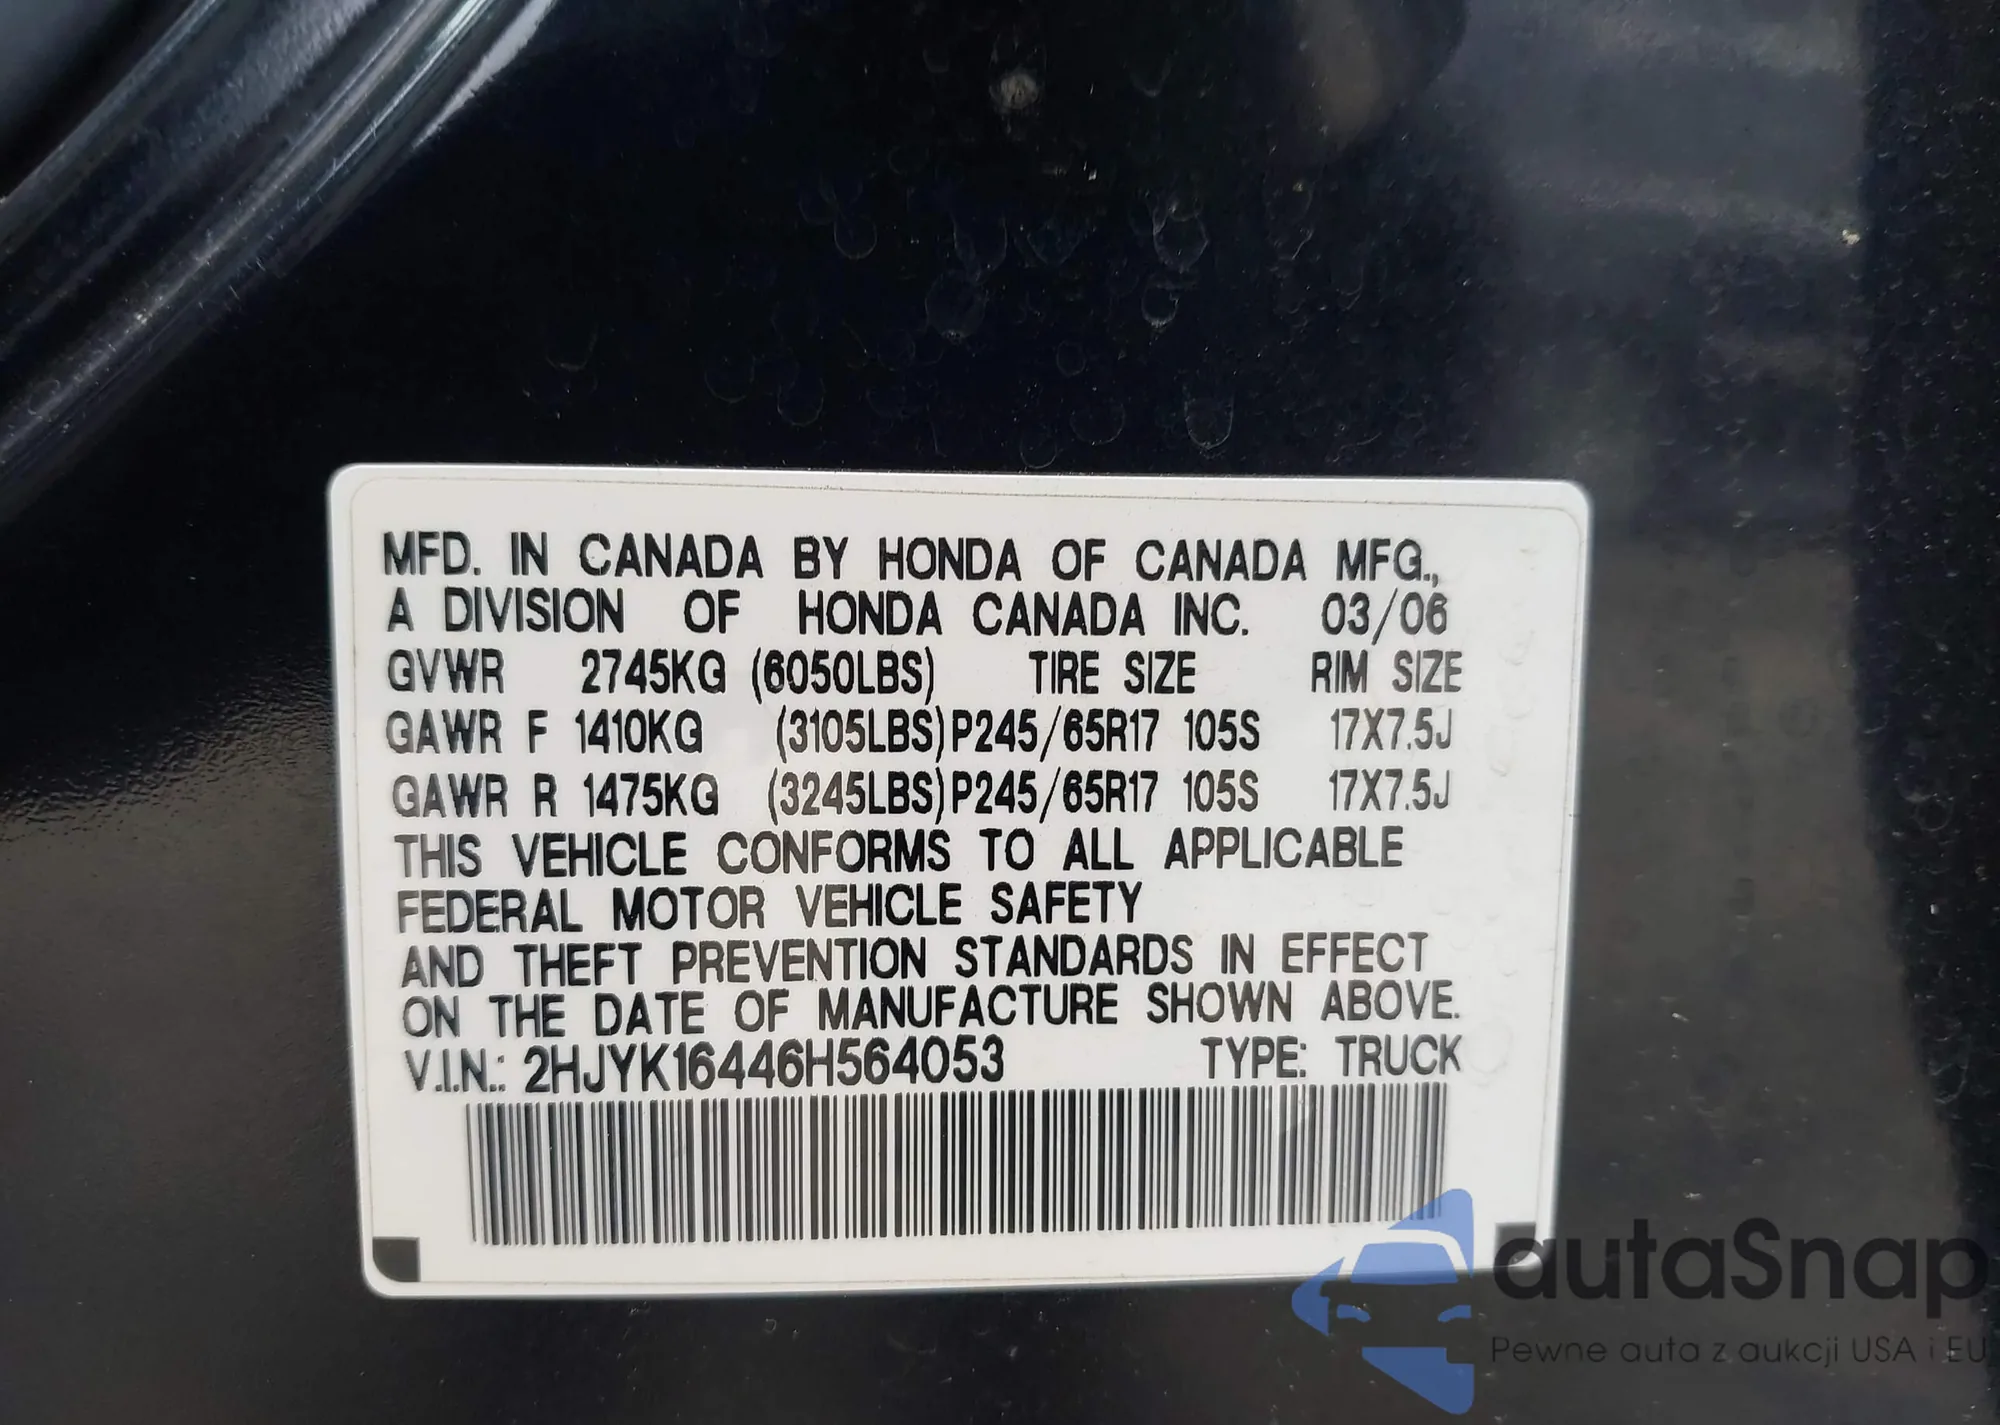 MFD. IN CANADA BY HONDA OF CANADA MFG.,
A DIVISION OF HONDA CANADA INC. 03/06
GVWR 2745KG (6050LBS) TIRE SIZE RIM SIZE
GAWR F 1410KG (3105LBS) P245/65R17 105S 17X7.5J
GAWR R 1475KG (3245LBS) P245/65R17 105S 17X7.5J
THIS VEHICLE CONFORMS TO ALL APPLICABLE
FEDERAL MOTOR VEHICLE SAFETY
AND THEFT PREVENTION STANDARDS IN EFFECT
ON THE DATE OF MANUFACTURE SHOWN ABOVE.
V.I.N.: 2HJYK16446H564053 TYPE: TRUCK
autaSnap
Pewne auta z aukcji USA i EU